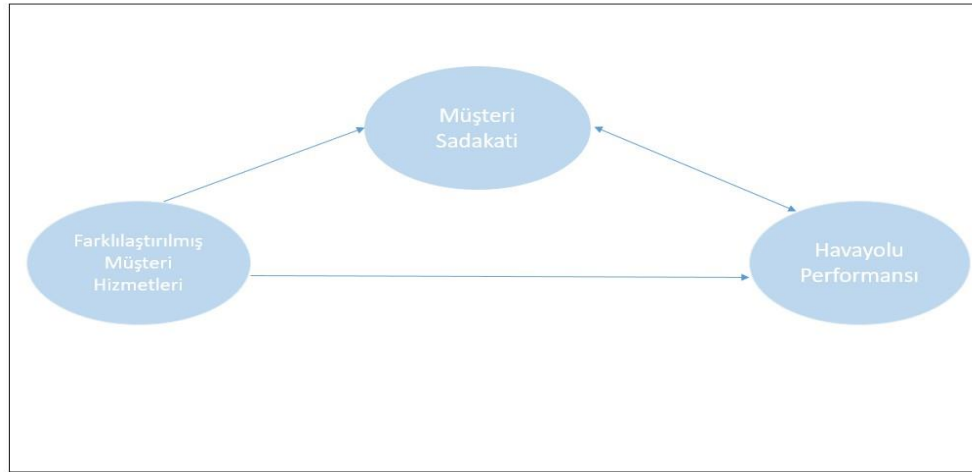 Müşteri
Sadakati
Farklılaştırılmış
Müşteri
Hizmetleri
Havayolu
Performansı